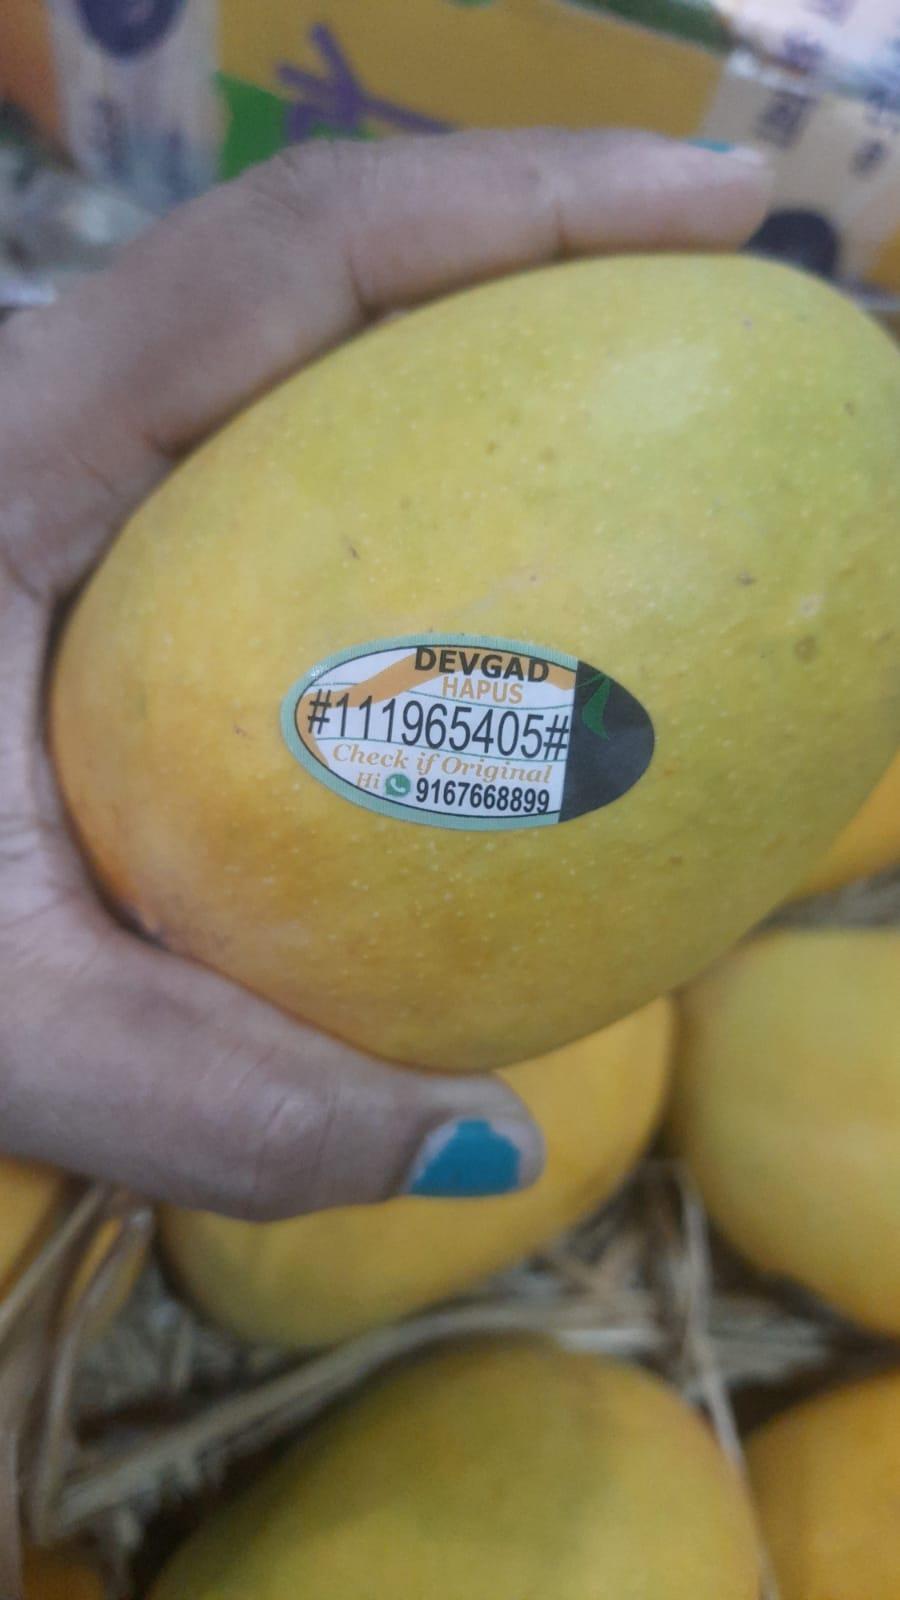 DEVGAD
HAPUS
#111965405#
Check if Original
Hi 9167668899